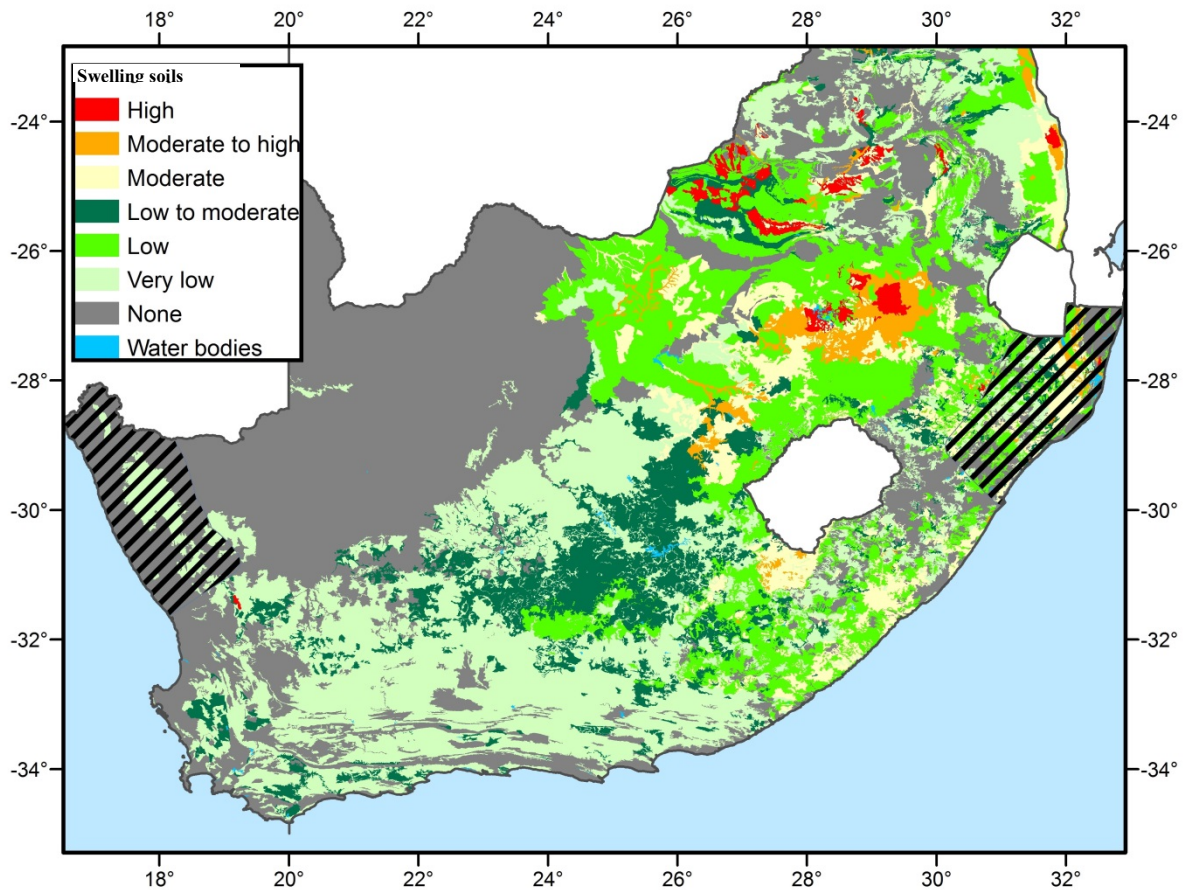 18° 20° 22° 24° 26° 28° 30° 32°
Swelling soils
High
Moderate to high
Moderate
Low to moderate
Low
Very low
None
Water bodies
-24° -24°
-26° -26°
-28° -28°
-30° -30°
-32° -32°
-34° -34°
18° 20° 22° 24° 26° 28° 30° 32°